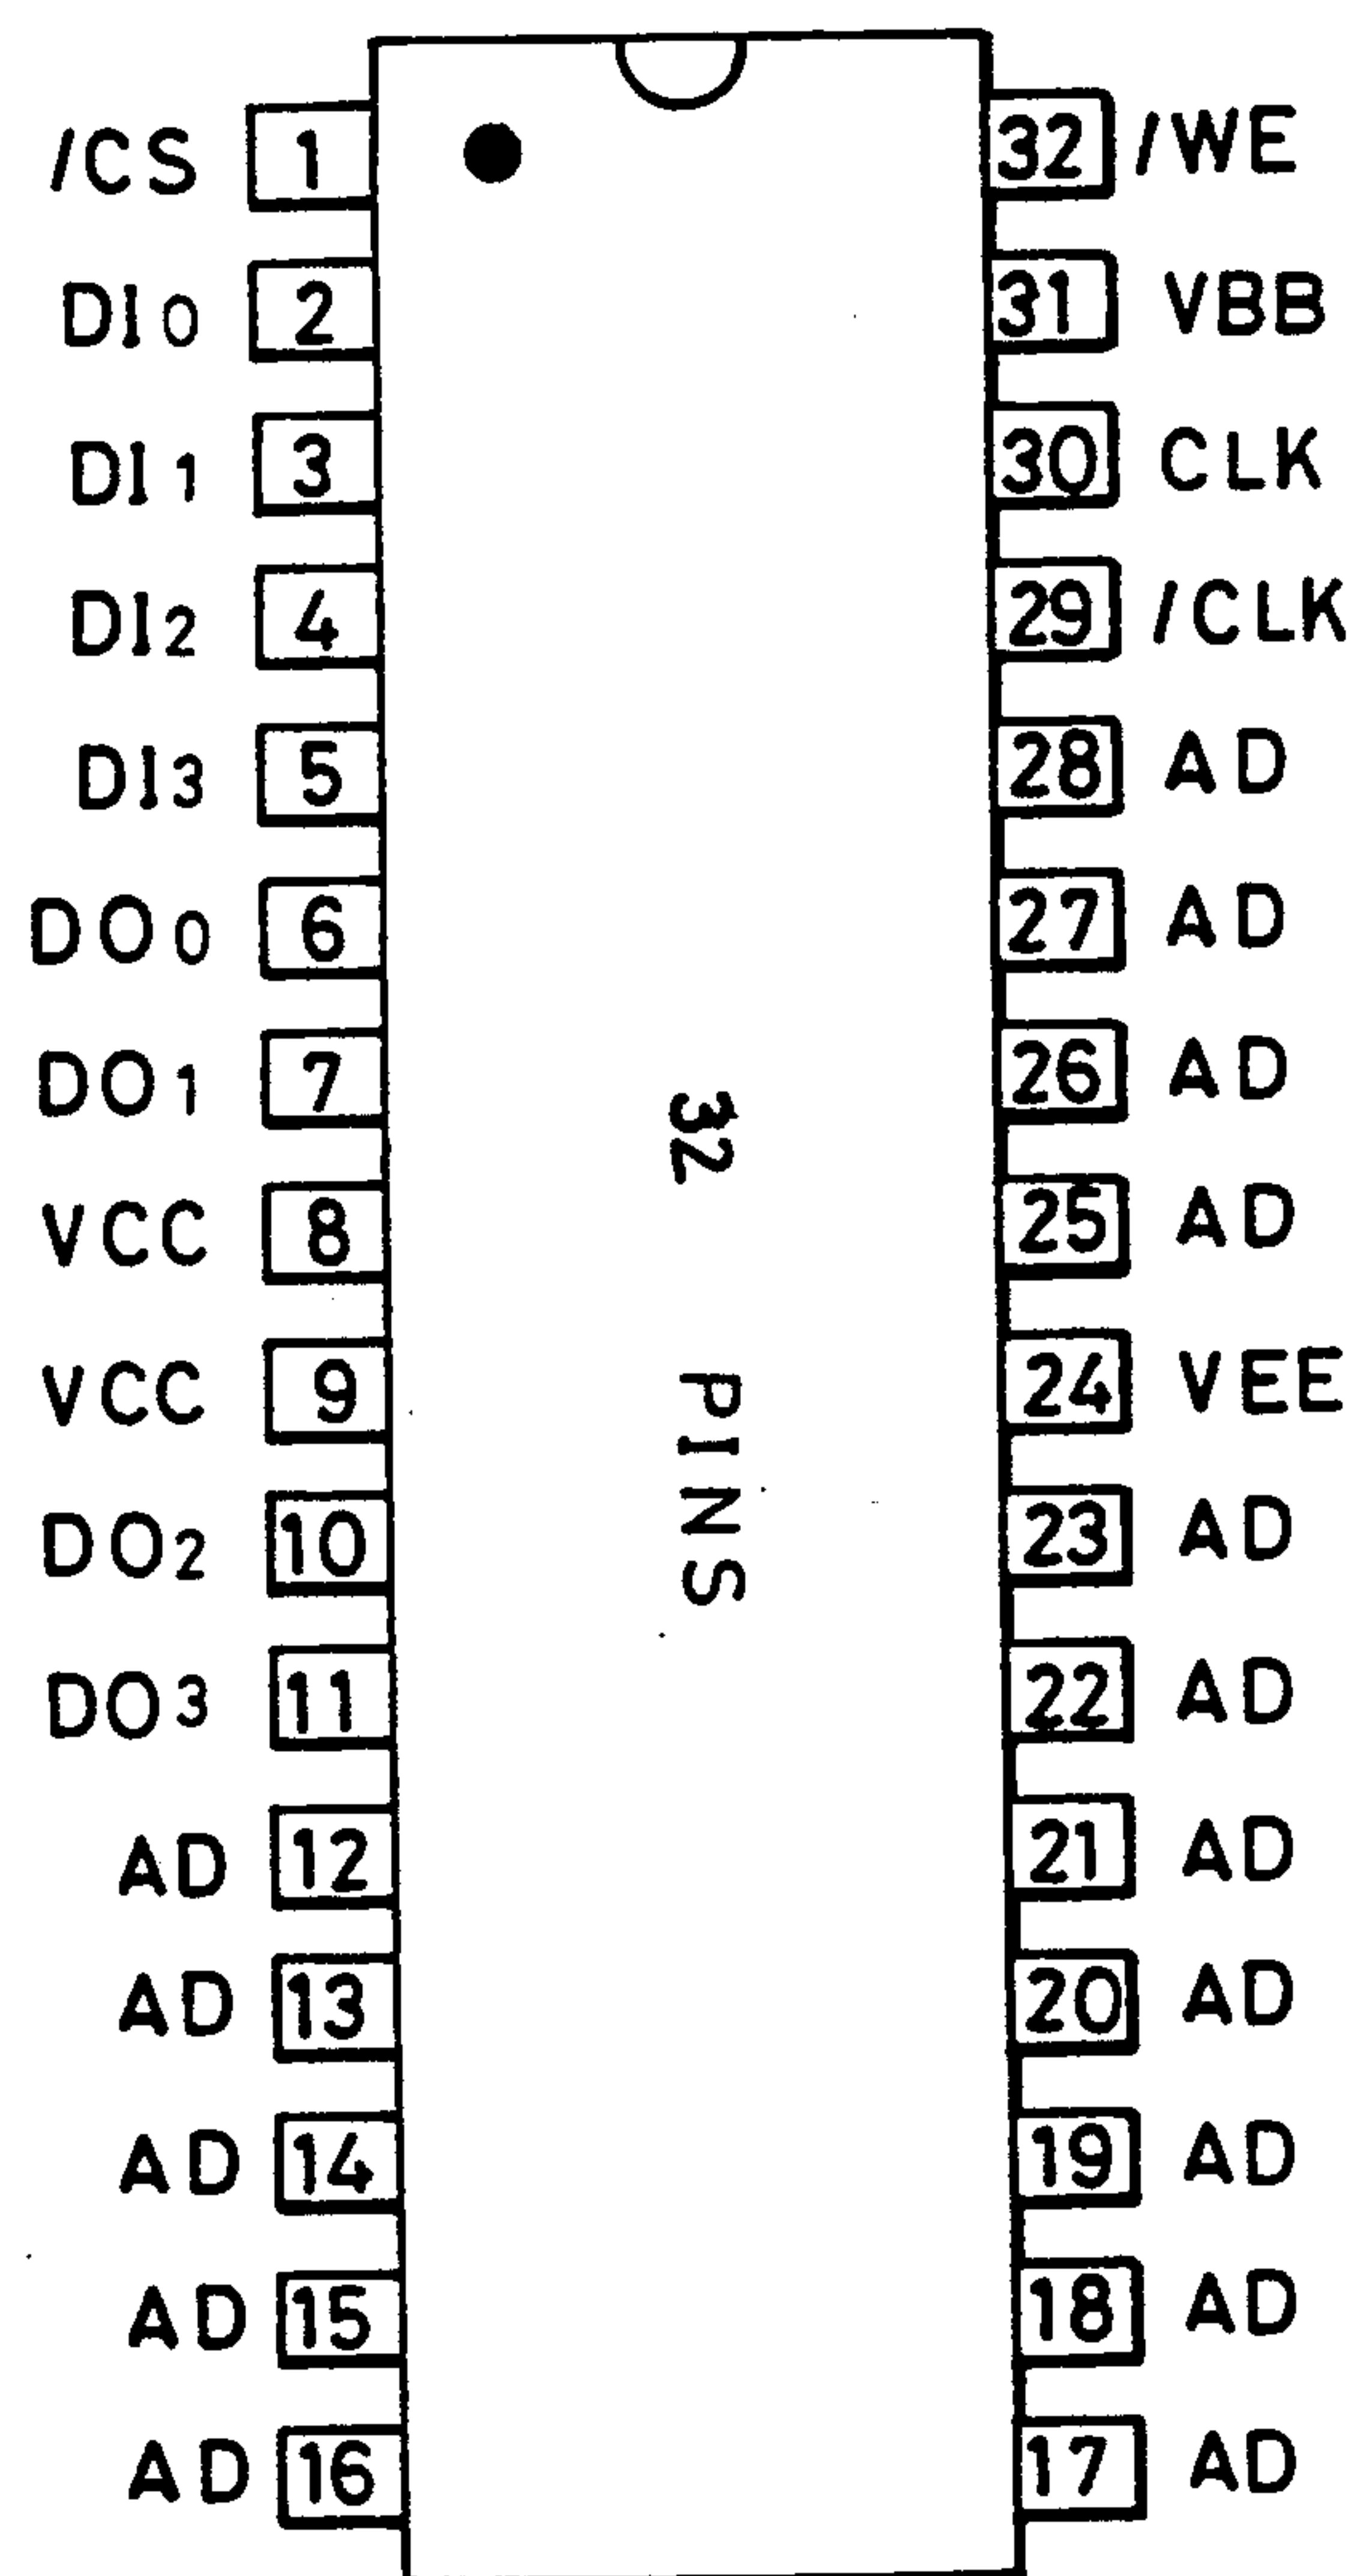 /CS 1 32 /WE
DI0 2 31 VBB
DI1 3 30 CLK
DI2 4 29 /CLK
DI3 5 28 AD
DO0 6 27 AD
DO1 7 26 AD
VCC 8 25 AD
VCC 9 24 VEE
DO2 10 23 AD
DO3 11 22 AD
AD 12 21 AD
AD 13 20 AD
AD 14 19 AD
AD 15 18 AD
AD 16 17 AD
32 PINS